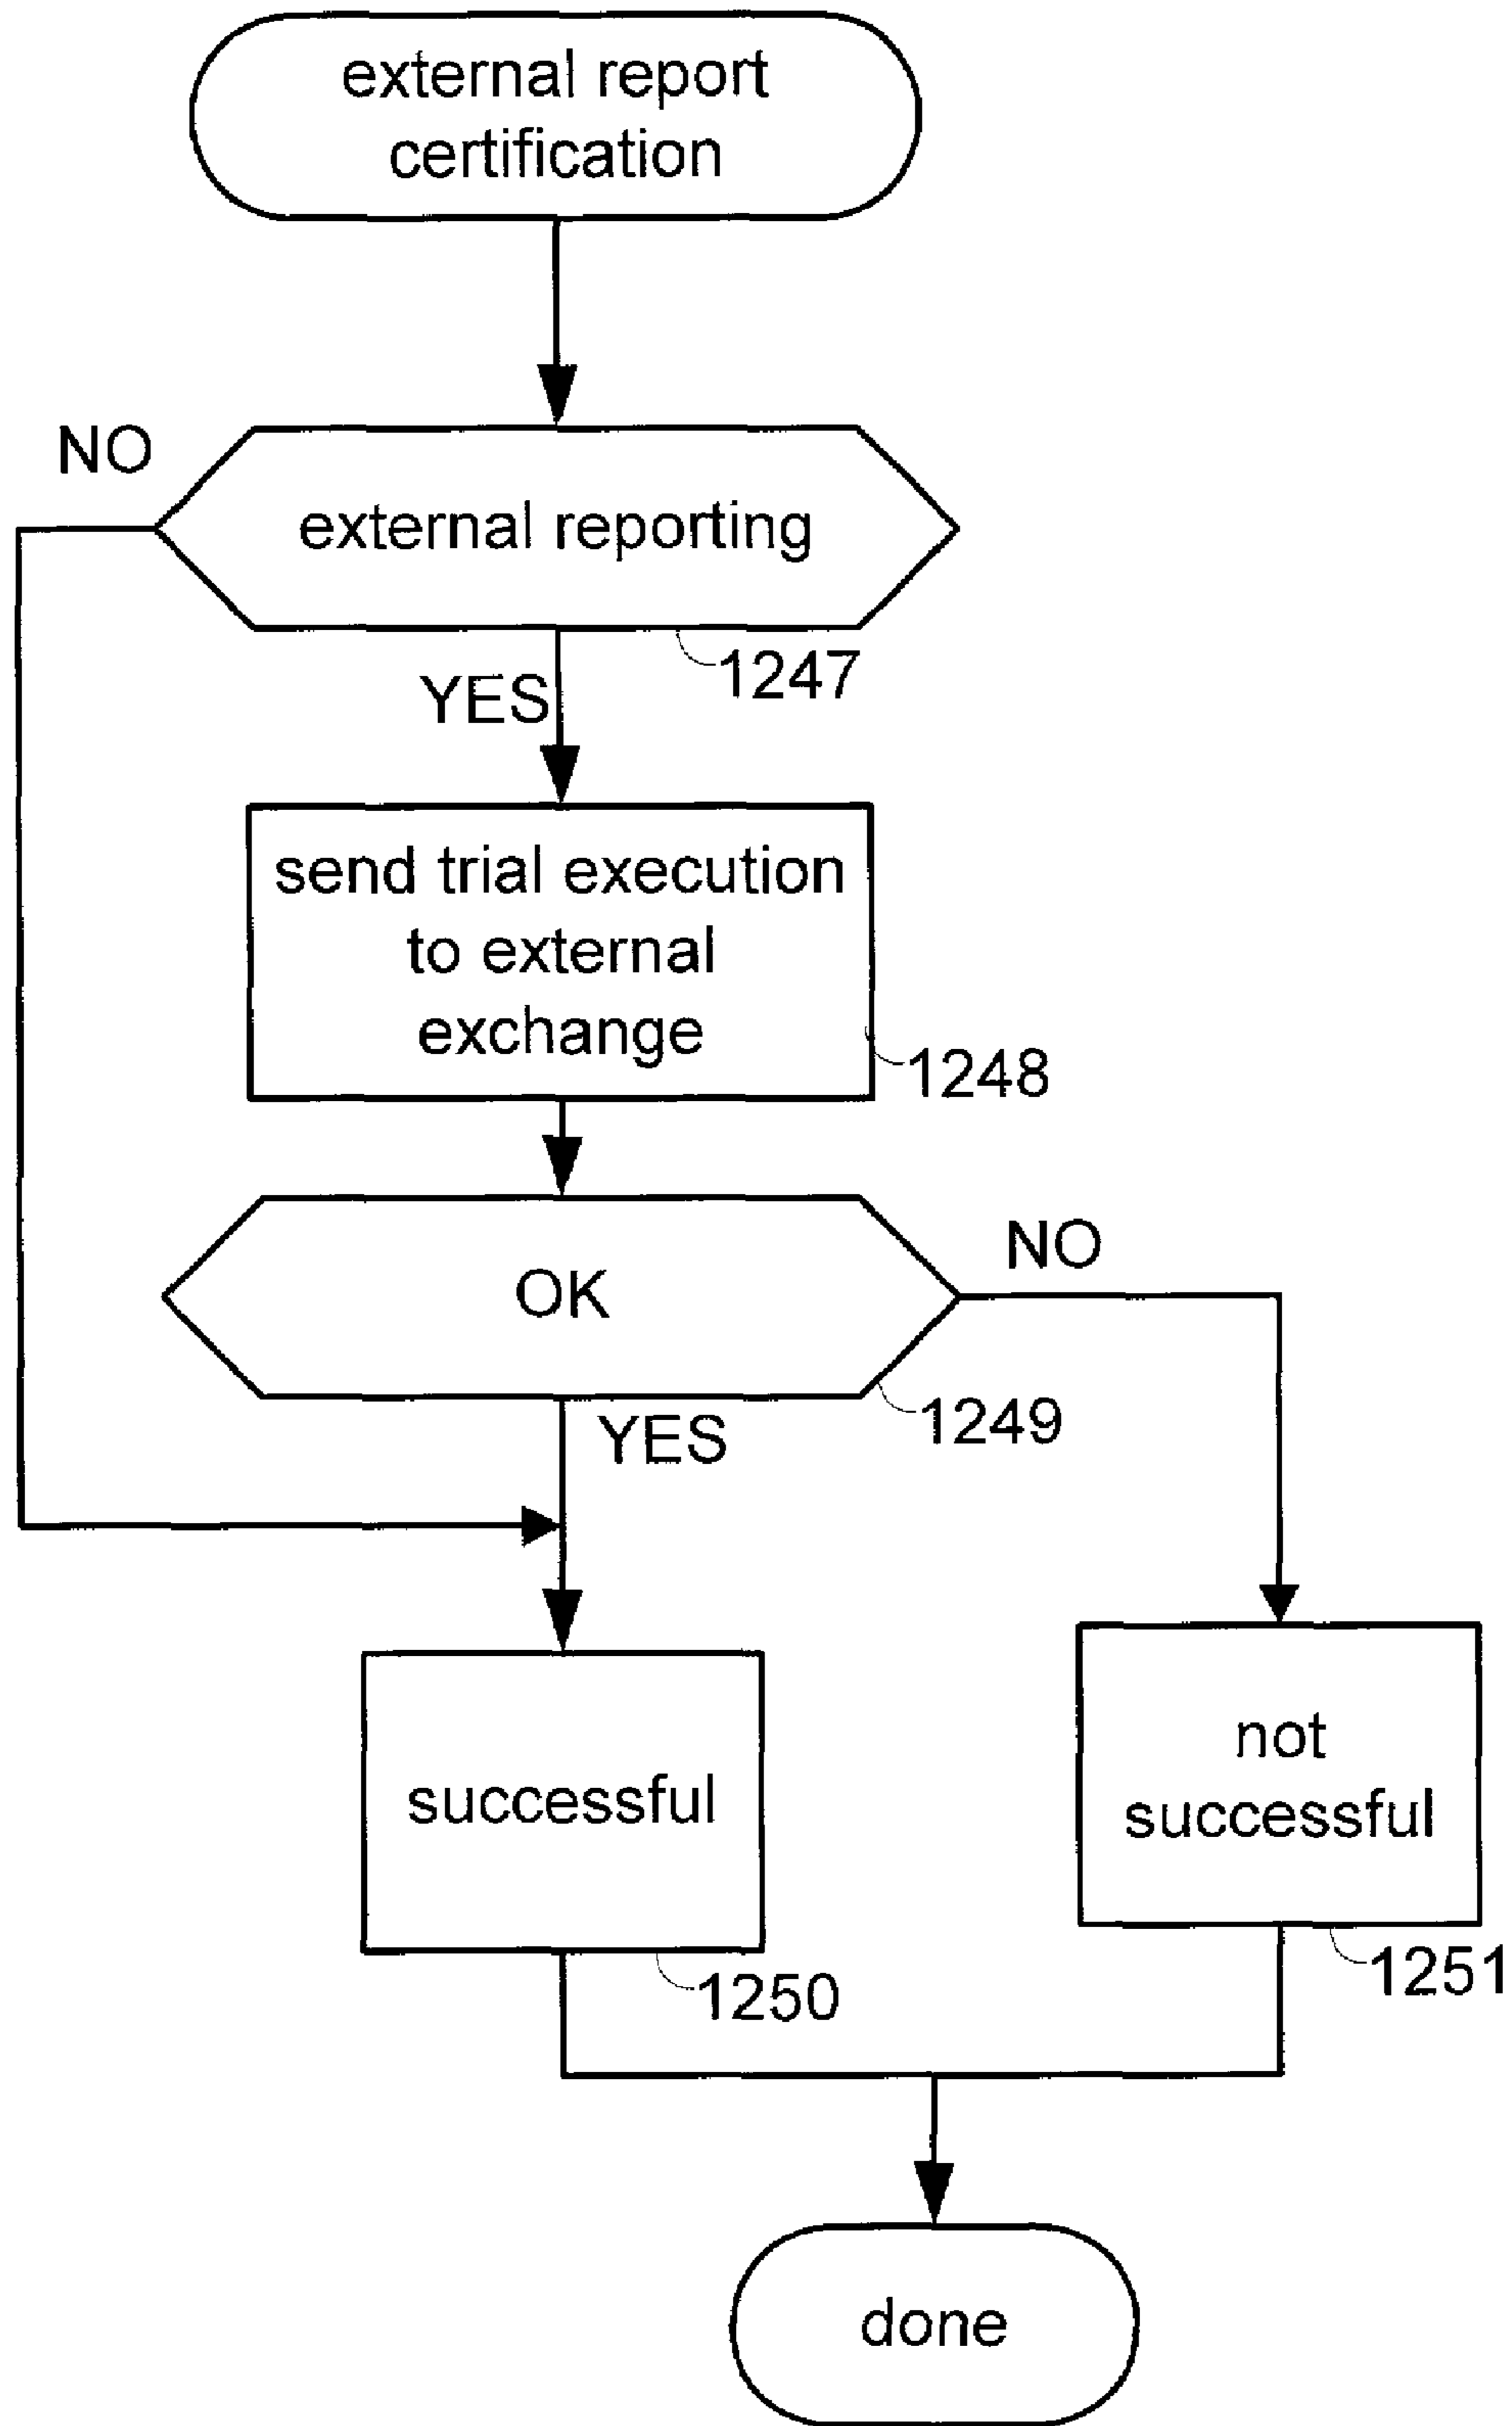 external report
certification
NO
external reporting
1247
YES
send trial execution
to external
exchange
1248
NO
OK
1249
YES
not
successful
successful
1250
1251
done